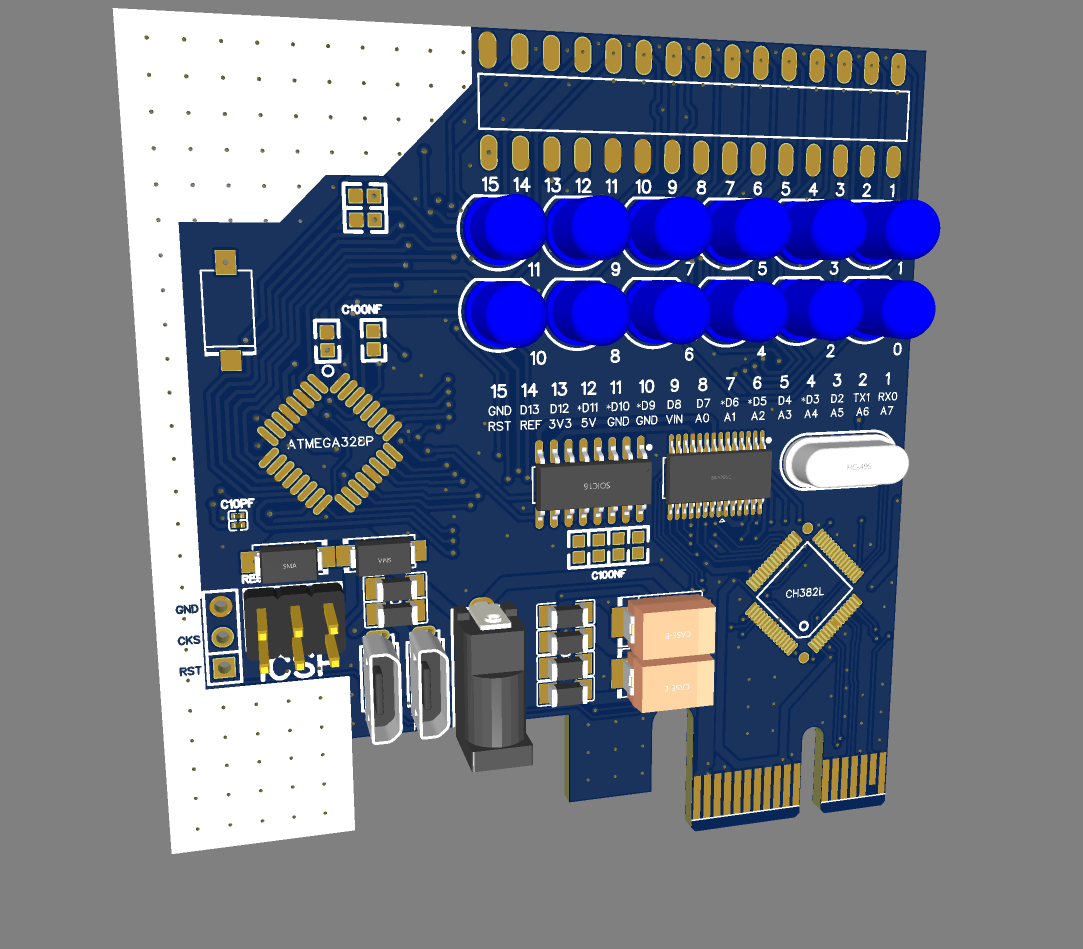 15 14 13 12 11 10 9 8 7 6 5 4 3 2 1
11 9 7 5 3 1
10 8 6 4 2 0
15 14 13 12 11 10 9 8 7 6 5 4 3 2 1
GND D13 D12 *D11 *D10 *D9 D8 D7 *D6 *D5 D4 *D3 D2 TX1 RX0
RST REF 3V3 5V GND GND VIN A0 A1 A2 A3 A4 A5 A6 A7
C100NF
ATMEGA328P
SOIC16
HC-49S
C10PF
C100NF
SMA
CH382L
GND
CKS
RST
ICSP
CASE-E
CASE-E